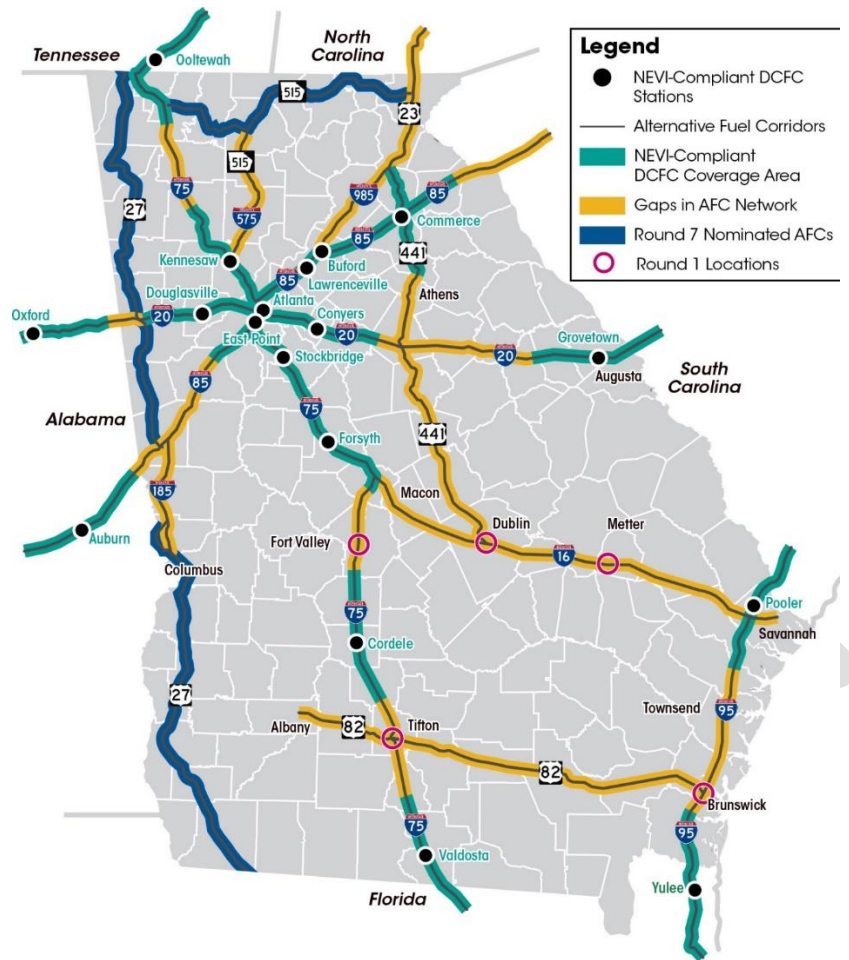 Tennessee
North
Carolina
Ooltewah
515
23
515
75
985
27
575
85
Commerce
85
441
Kennesaw
Buford
85
Lawrenceville
Athens
Douglasville
Atlanta
Conyers
Oxford
20
East Point
20
Grovetown
Stockbridge
20
Augusta
South
Carolina
85
Alabama
75
441
Forsyth
185
Macon
Auburn
Dublin
Metter
Fort Valley
16
Columbus
75
Pooler
Cordele
Savannah
27
Townsend
95
Albany
82
Tifton
82
Brunswick
75
95
Valdosta
Yulee
Florida
Legend
NEVI-Compliant DCFC
Stations
Alternative Fuel Corridors
NEVI-Compliant
DCFC Coverage Area
Gaps in AFC Network
Round 7 Nominated AFCs
Round 1 Locations